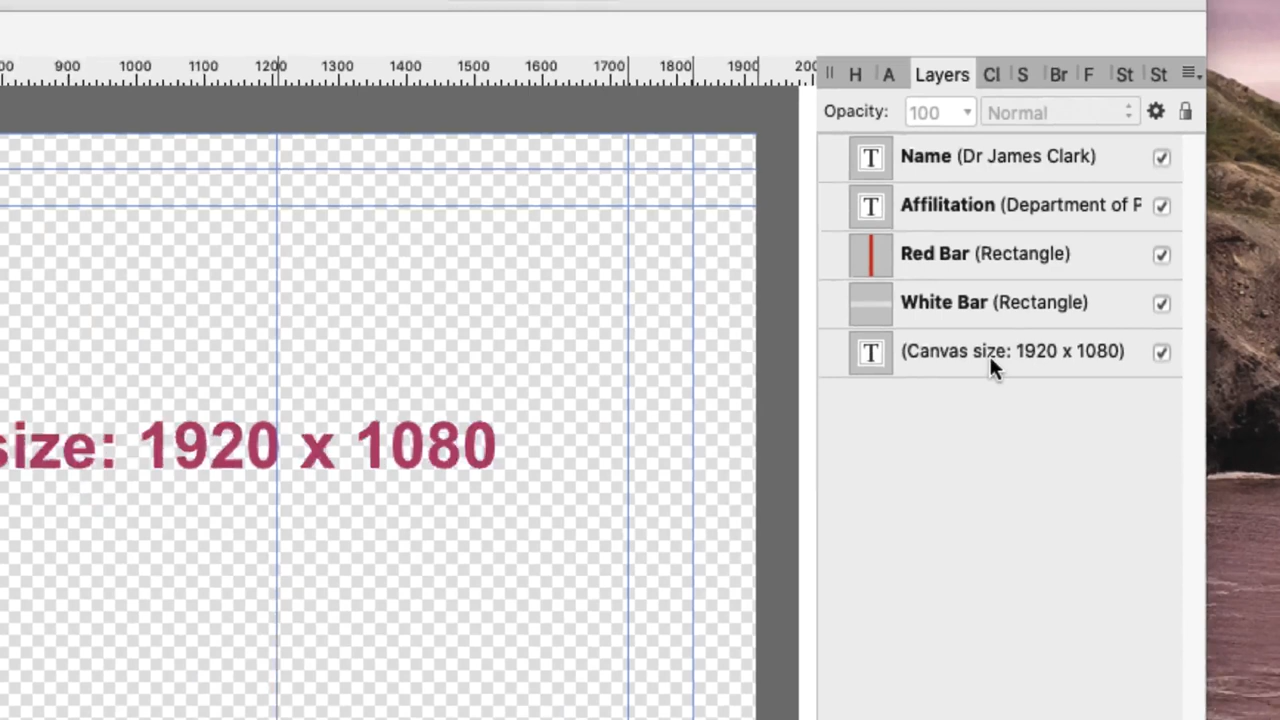 00 900 1000 1100 1200 1300 1400 1500 1600 1700 1800 1900 200
H A Layers Cl S Br F St St
Opacity: 100 Normal
T Name (Dr James Clark)
T Affilitation (Department of P
Red Bar (Rectangle)
White Bar (Rectangle)
T (Canvas size: 1920 x 1080)
size: 1920 x 1080